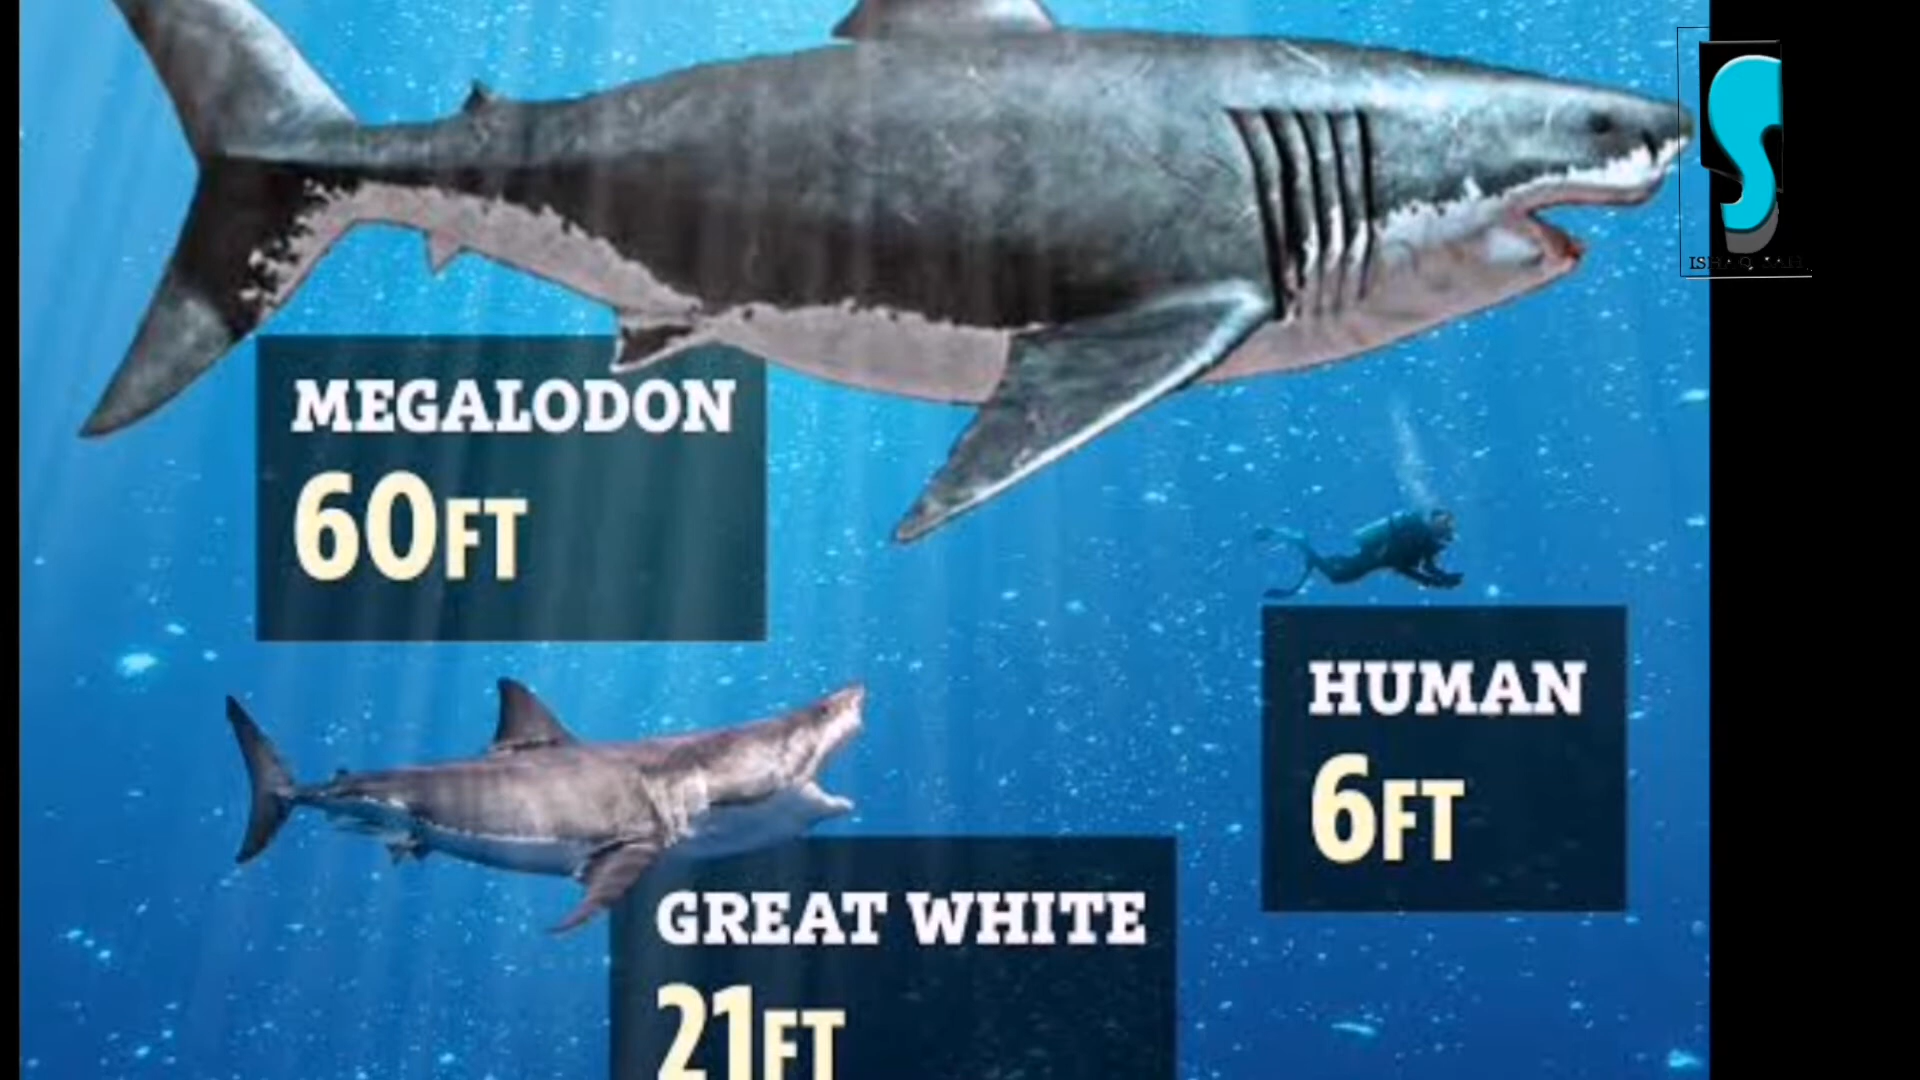 MEGALODON
60FT
HUMAN
6FT
GREAT WHITE
21FT